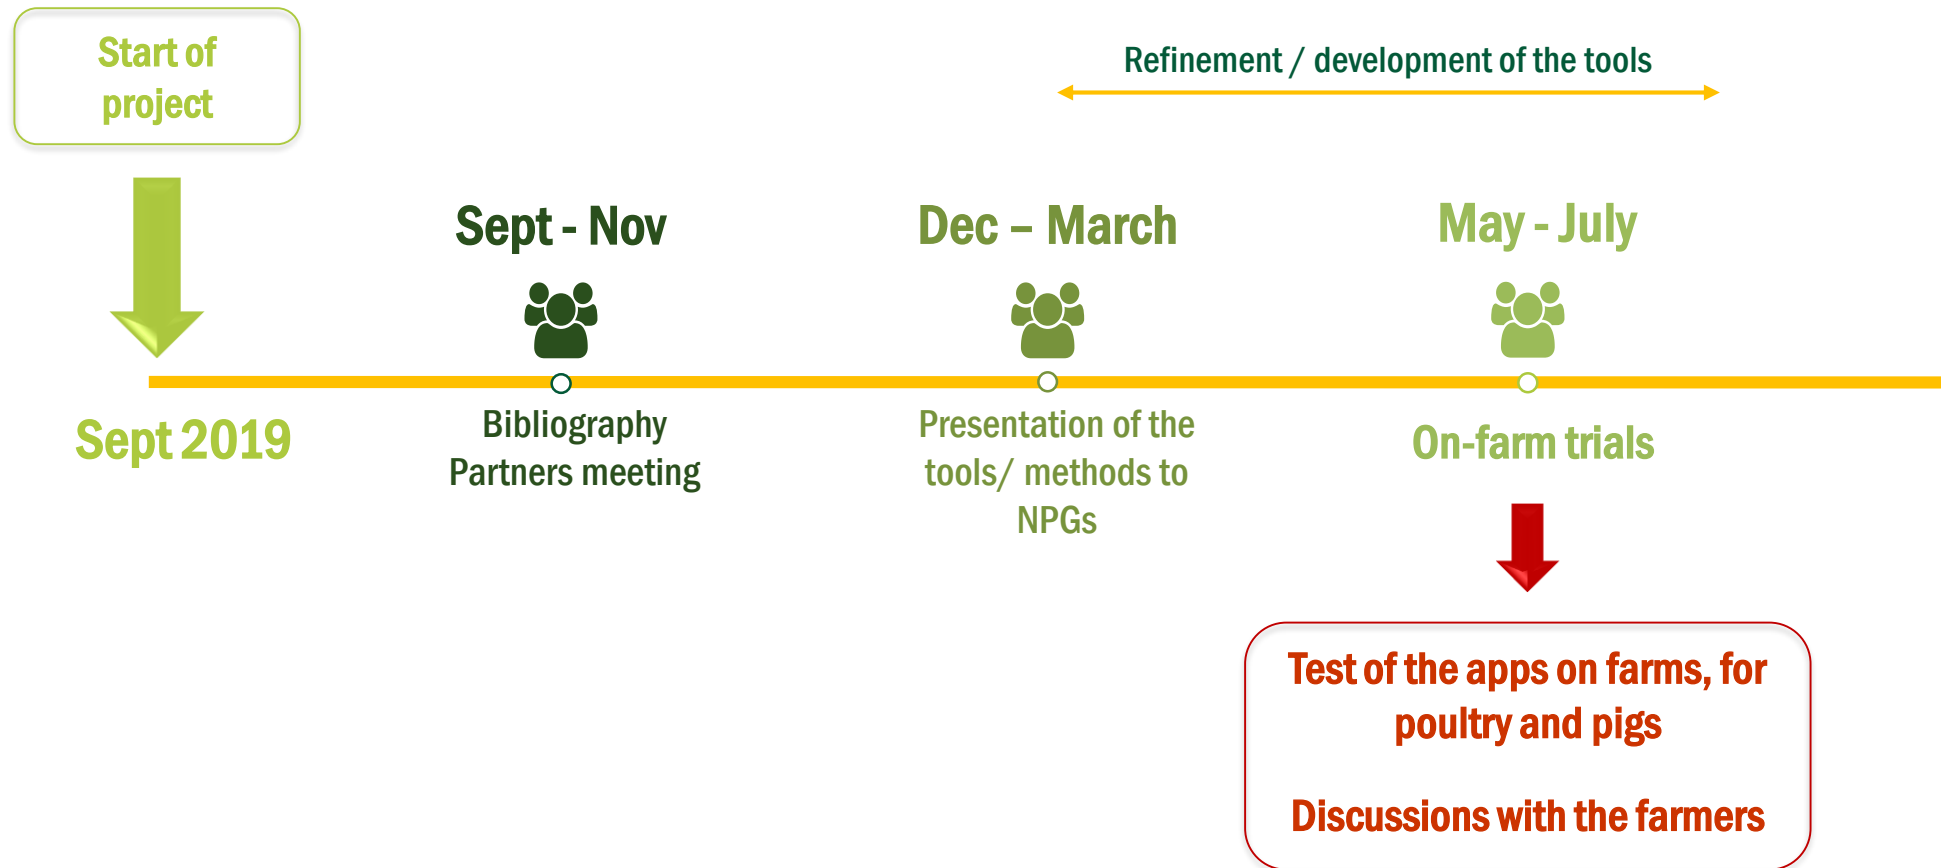 Start of
project
Refinement / development of the tools
Sept - Nov
Dec – March
May - July
Sept 2019
Bibliography
Partners meeting
Presentation of the
tools/ methods to
NPGs
On-farm trials
Test of the apps on farms, for
poultry and pigs
Discussions with the farmers